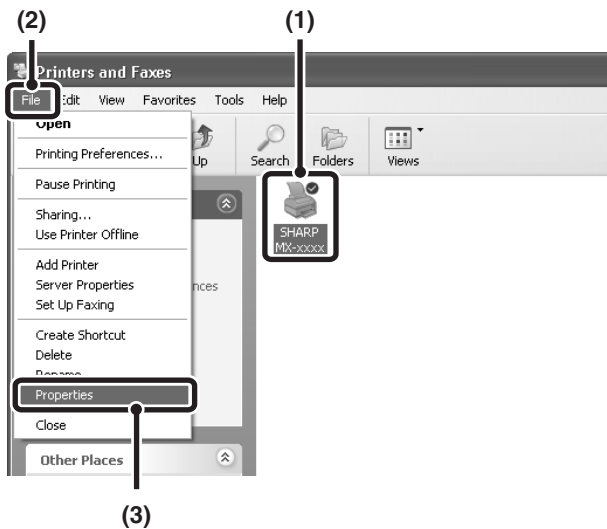 (2) (1)
Printers and Faxes
File Edit View Favorites Tools Help
Up Search Folders Views
Open
Printing Preferences...
Pause Printing
Sharing...
Use Printer Offline
Add Printer
Server Properties
Set Up Faxing
Create Shortcut
Delete
Rename
Properties
Close
Other Places
SHARP
MX-xxxx
(3)